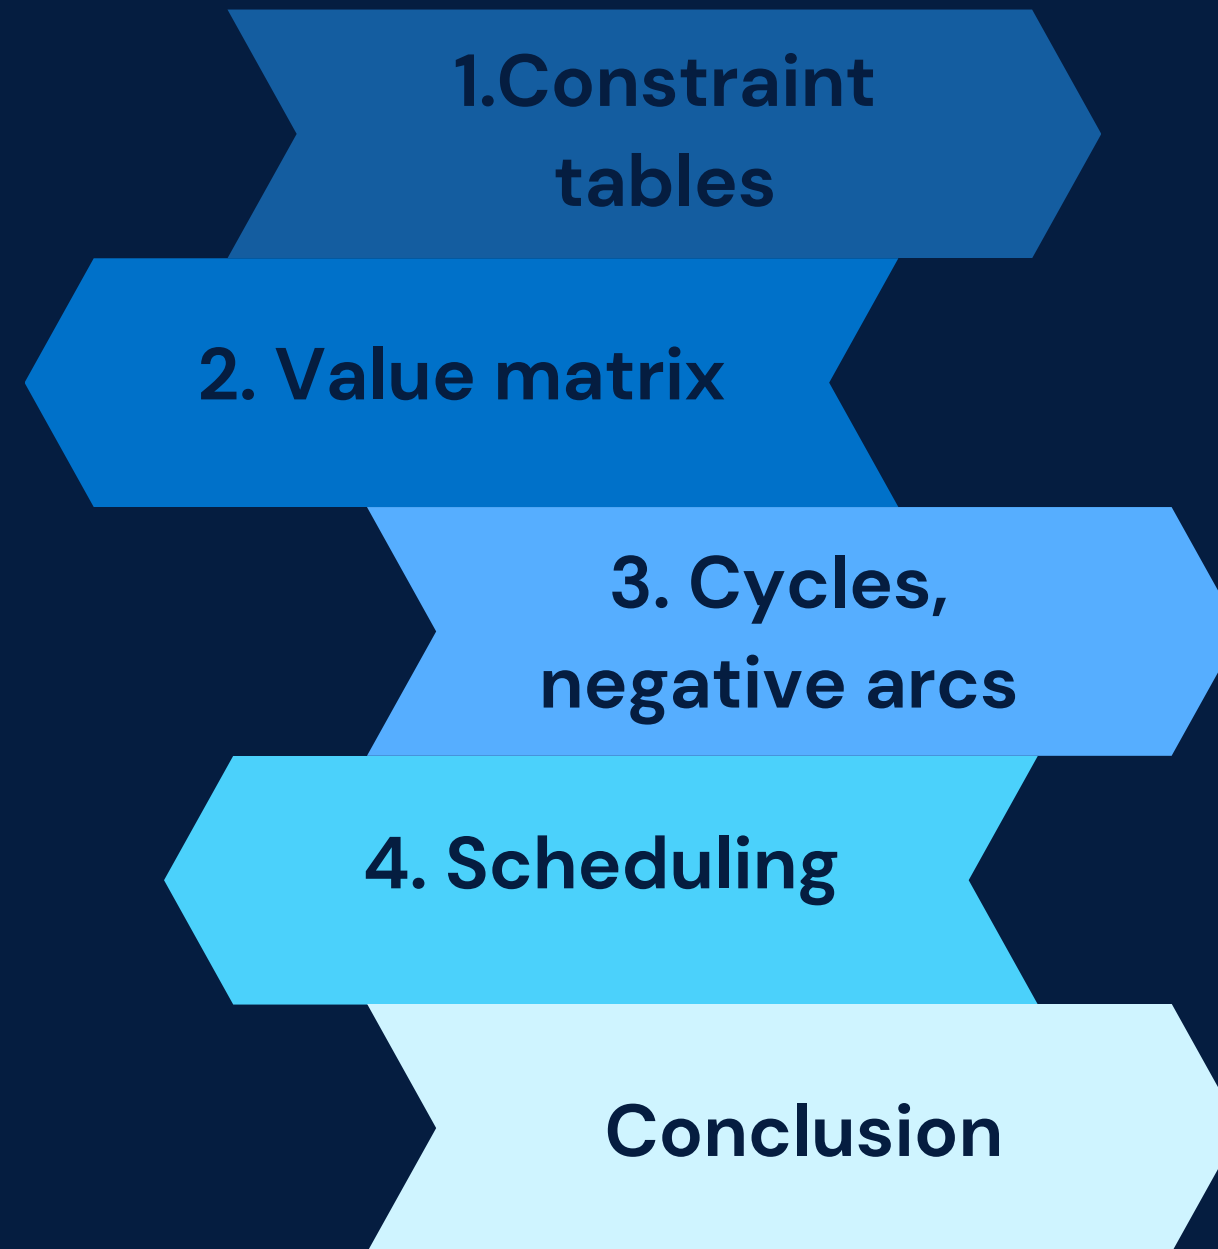 1.Constraint
tables
2. Value matrix
3. Cycles,
negative arcs
4. Scheduling
Conclusion